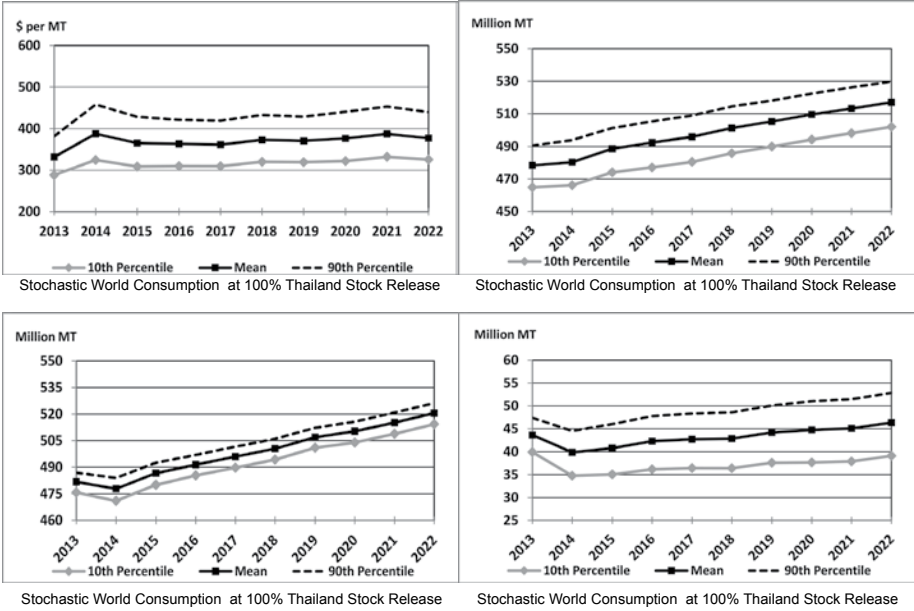 $ per MT
600
500
400
300
200
2013 2014 2015 2016 2017 2018 2019 2020 2021 2022
10th Percentile Mean 90th Percentile
Stochastic World Consumption at 100% Thailand Stock Release
Million MT
550
530
510
490
470
450
2013 2014 2015 2016 2017 2018 2019 2020 2021 2022
10th Percentile Mean 90th Percentile
Stochastic World Consumption at 100% Thailand Stock Release
Million MT
550
535
520
505
490
475
460
2013 2014 2015 2016 2017 2018 2019 2020 2021 2022
10th Percentile Mean 90th Percentile
Stochastic World Consumption at 100% Thailand Stock Release
Million MT
60
55
50
45
40
35
30
25
2013 2014 2015 2016 2017 2018 2019 2020 2021 2022
10th Percentile Mean 90th Percentile
Stochastic World Consumption at 100% Thailand Stock Release